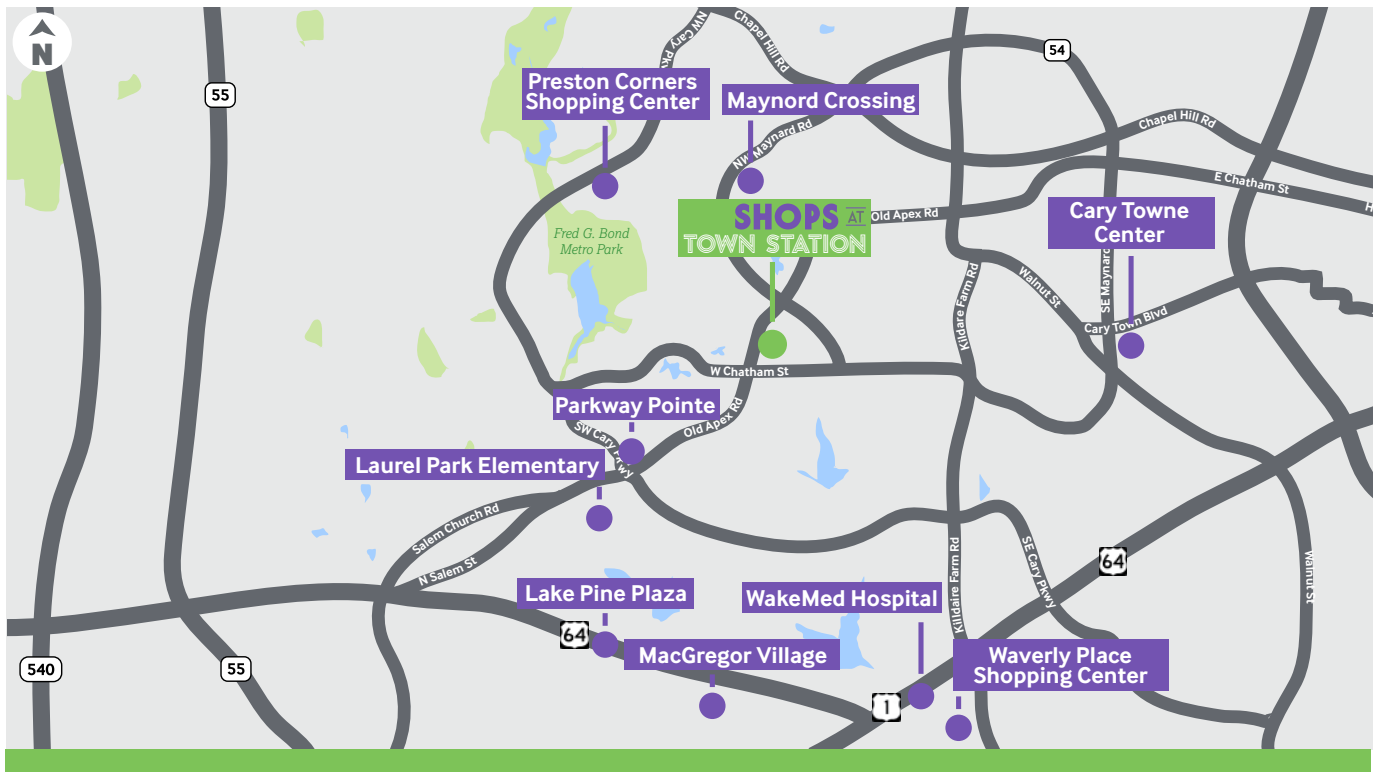 N
NW Cary Pkwy
Chapel Hill Rd
54
55
Preston Corners
Shopping Center
Maynord Crossing
NW Maynard Rd
Chapel Hill Rd
E Chatham St
SHOPS AT
TOWN STATION
Old Apex Rd
Cary Towne
Center
Fred G. Bond
Metro Park
Kildare Farm Rd
Walnut St
SE Maynard
Cary Town Blvd
W Chatham St
Parkway Pointe
Old Apex Rd
SW Cary Pkwy
Laurel Park Elementary
Salem Church Rd
N Salem St
SE Cary Pkwy
64
Killdaire Farm Rd
Walnut St
Lake Pine Plaza
WakeMed Hospital
64
MacGregor Village
Waverly Place
Shopping Center
540
55
1